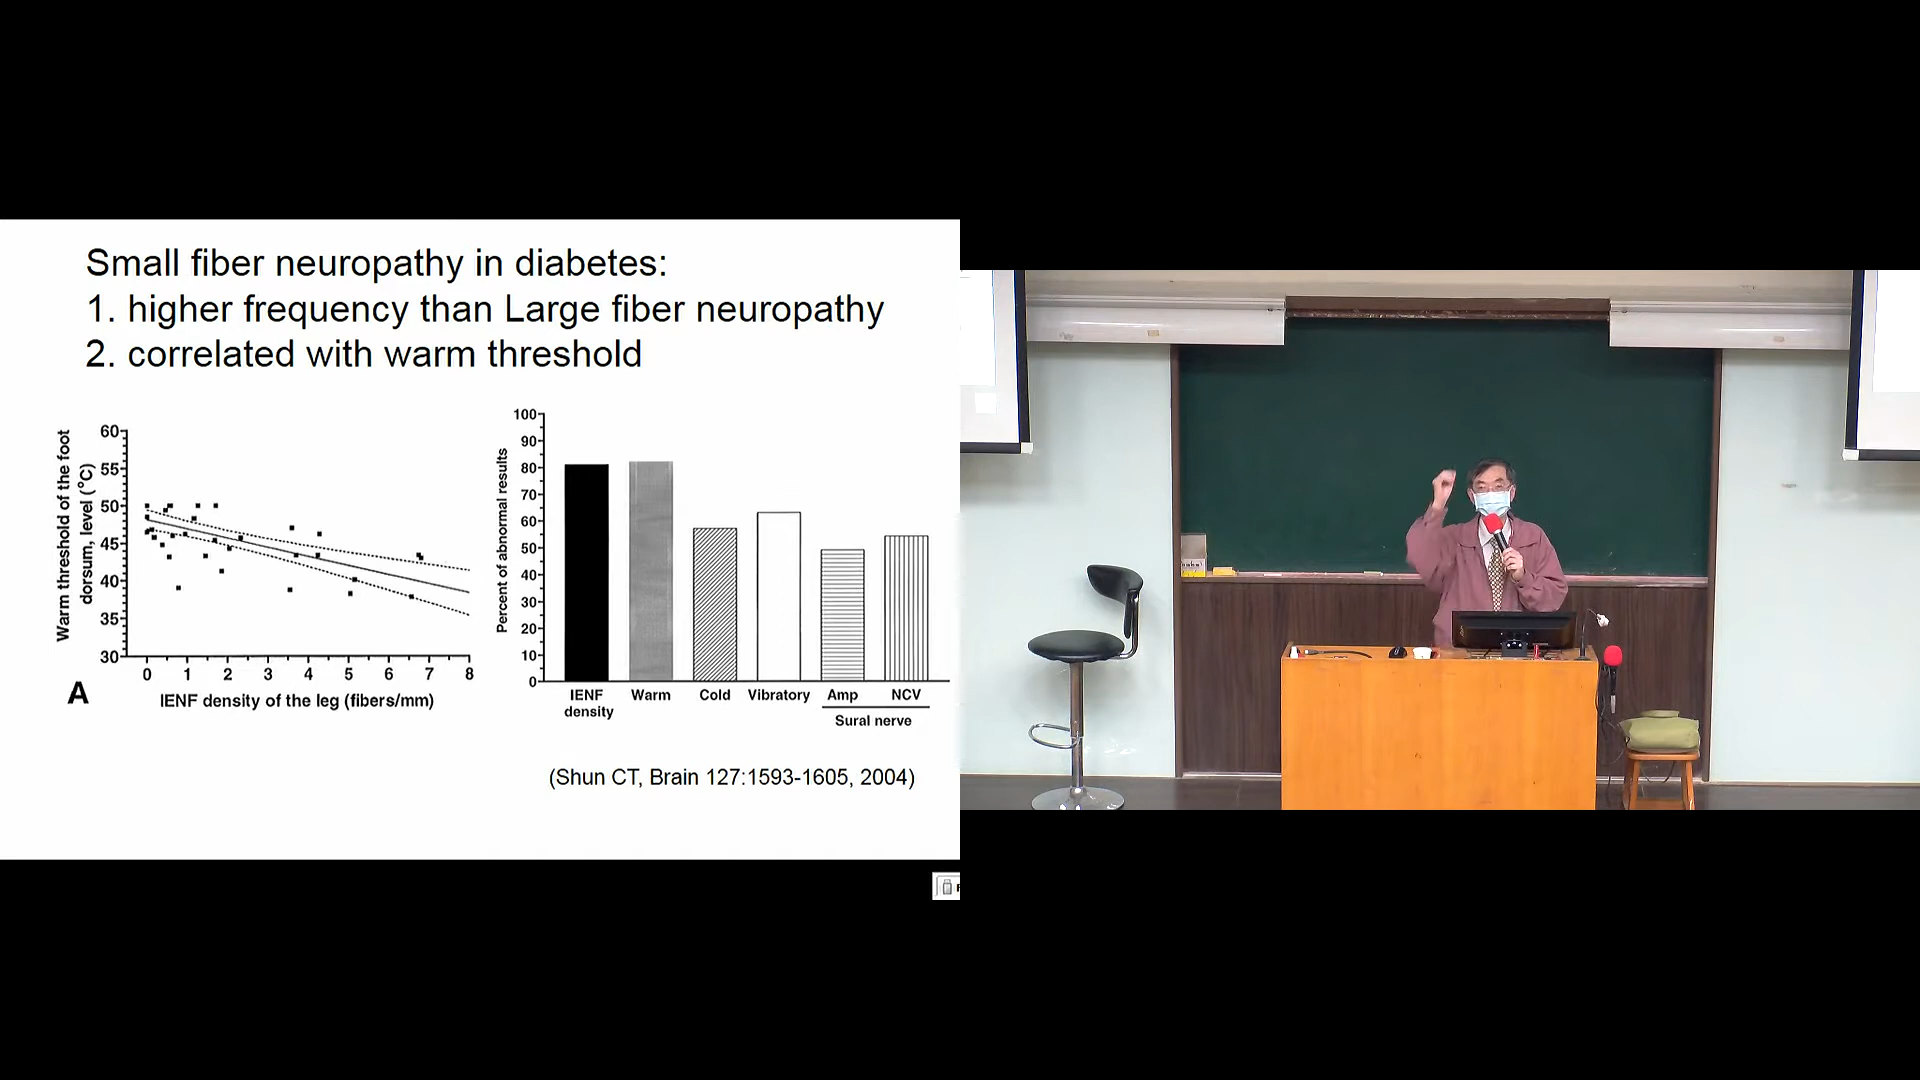 Small fiber neuropathy in diabetes:
1. higher frequency than Large fiber neuropathy
2. correlated with warm threshold
Warm threshold of the foot
dorsum, level (°C)
60
55
50
45
40
35
30
0 1 2 3 4 5 6 7 8
IENF density of the leg (fibers/mm)
A
Percent of abnormal results
100
90
80
70
60
50
40
30
20
10
0
IENF density
Warm
Cold
Vibratory
Amp
NCV
Sural nerve
(Shun CT, Brain 127:1593-1605, 2004)